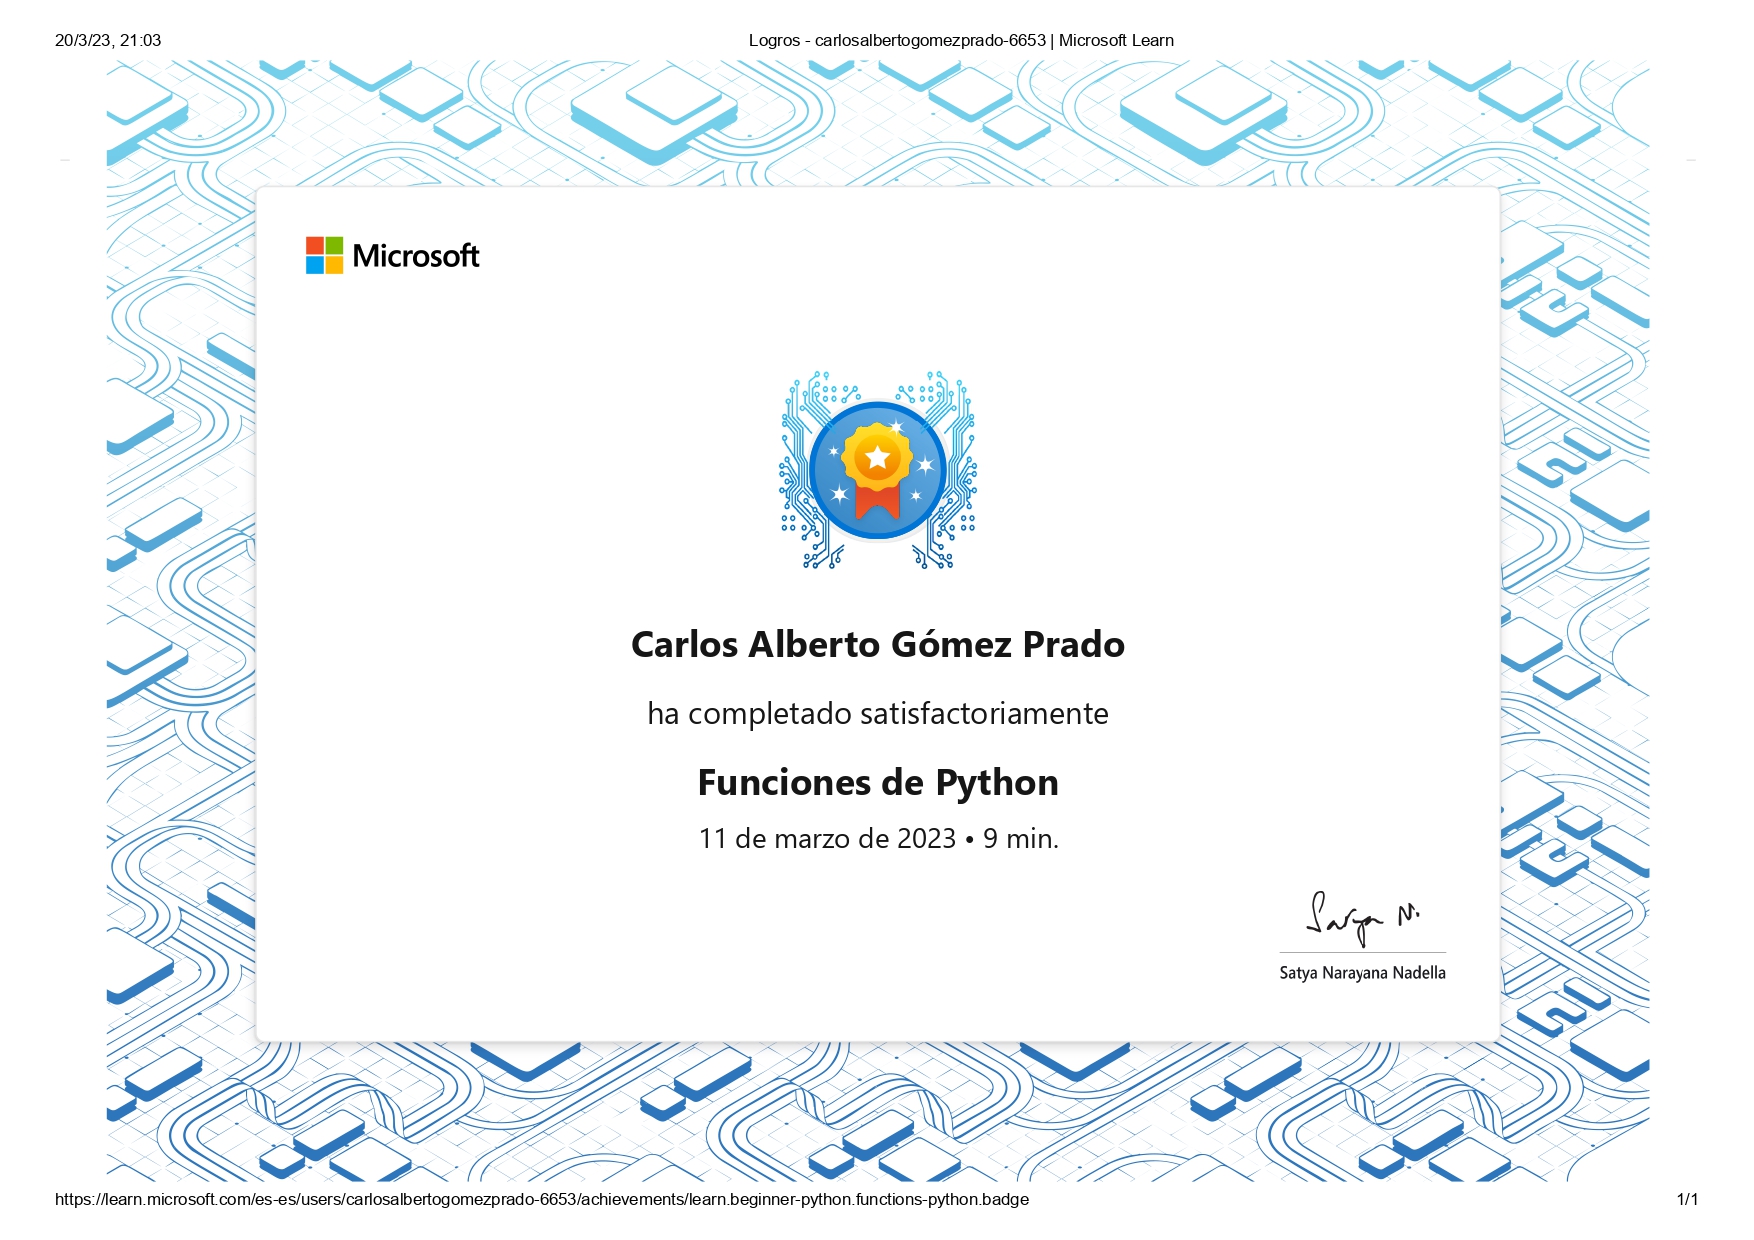 20/3/23, 21:03
Logros - carlosalbertogomezprado-6653 | Microsoft Learn
Microsoft
Carlos Alberto Gómez Prado
ha completado satisfactoriamente
Funciones de Python
11 de marzo de 2023 • 9 min.
Satya N.
Satya Narayana Nadella
https://learn.microsoft.com/es-es/users/carlosalbertogomezprado-6653/achievements/learn.beginner-python.functions-python.badge
1/1